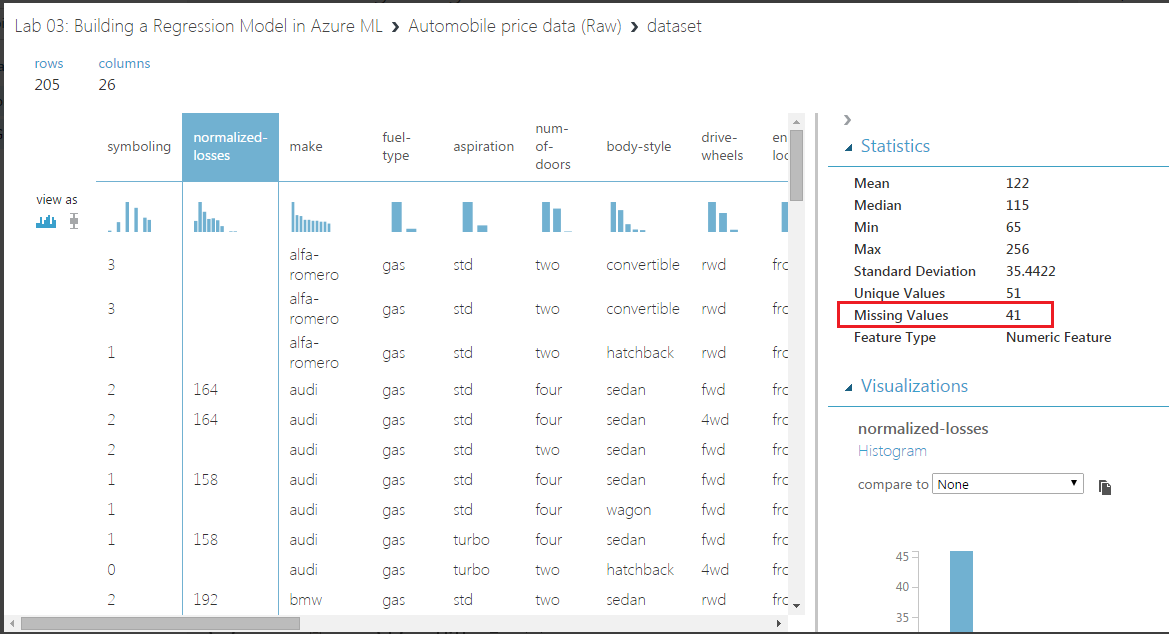 Lab 03: Building a Regression Model in Azure ML ❯ Automobile price data (Raw) ❯ dataset
rows columns
205 26
symboling normalized-losses make fuel-type aspiration num-of-doors body-style drive-wheels
view as
3 alfa-romero gas std two convertible rwd
3 alfa-romero gas std two convertible rwd
1 alfa-romero gas std two hatchback rwd
2 164 audi gas std four sedan fwd
2 164 audi gas std four sedan 4wd
2 audi gas std two sedan fwd
1 158 audi gas std four sedan fwd
1 audi gas std four wagon fwd
1 158 audi gas turbo four sedan fwd
0 audi gas turbo two hatchback 4wd
2 192 bmw gas std two sedan rwd
Statistics
Mean 122
Median 115
Min 65
Max 256
Standard Deviation 35.4422
Unique Values 51
Missing Values 41
Feature Type Numeric Feature
Visualizations
normalized-losses
Histogram
compare to None
45
40
35